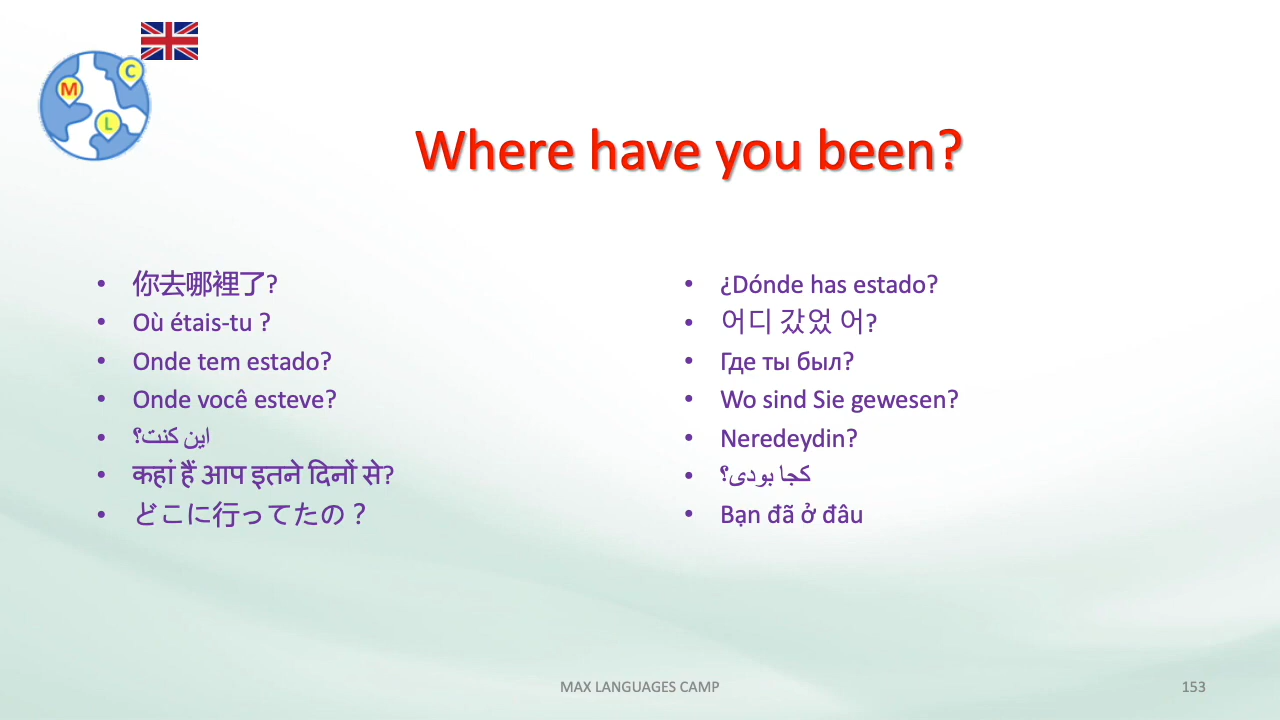 M
C
L
Where have you been?
你去哪裡了?
Où étais-tu ?
Onde tem estado?
Onde você esteve?
این کنت؟
कहां हैं आप इतने दिनों से?
どこに行ってたの？
¿Dónde has estado?
어디 갔었 어?
Где ты был?
Wo sind Sie gewesen?
Neredeydin?
کجا بودی؟
Bạn đã ở đâu
MAX LANGUAGES CAMP
153